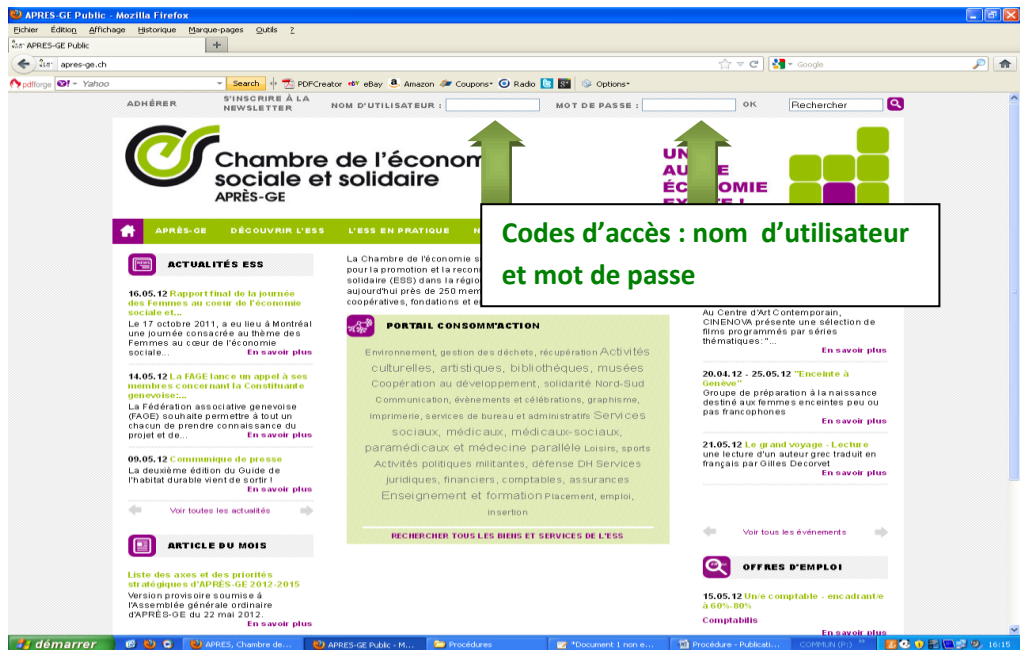 APRES-GE Public - Mozilla Firefox
Eichier Édition Affichage Historique Marque-pages Outils ?
APRES-GE Public
apres-ge.ch
Google
pdfforge Yahoo Search PDFCreator eBay Amazon Coupons Radio Options
ADHÉRER
S'INSCRIRE À LA
NEWSLETTER
NOM D'UTILISATEUR :
MOT DE PASSE :
OK
Rechercher
Chambre de l'économ
sociale et solidaire
APRÈS-GE
UN
AU E
ÉC OMIE
Codes d'accès : nom d'utilisateur
et mot de passe
APRÈS-GE DÉCOUVRIR L'ESS L'ESS EN PRATIQUE
ACTUALITÉS ESS
16.05.12 Rapport final de la journée
des Femmes au coeur de l'économie
sociale et...
Le 17 octobre 2011, a eu lieu à Montréal
une journée consacrée au thème des
Femmes au cœur de l'économie
sociale... En savoir plus
14.05.12 La FAGE lance un appel à ses
membres concernant la Constituante
genevoise:...
La Fédération associative genevoise
(FAGE) souhaite permettre à tout un
chacun de prendre connaissance du
projet et de... En savoir plus
09.05.12 Communique de presse
La deuxième édition du Guide de
l'habitat durable vient de sortir !
En savoir plus
Voir toutes les actualités
ARTICLE DU MOIS
Liste des axes et des priorités
stratégiques d'APRÈS-GE 2012-2015
Version provisoire soumise à
l'Assemblée générale ordinaire
d'APRÈS-GE du 22 mai 2012.
En savoir plus
La Chambre de l'économie s
pour la promotion et la recon
solidaire (ESS) dans la régio
aujourd'hui près de 250 mem
coopératives, fondations et e
PORTAIL CONSOMM'ACTION
Environnement, gestion des déchets, récupération Activités
culturelles, artistiques, bibliothèques, musées
Coopération au développement, solidarité Nord-Sud
Communication, évènements et célébrations, graphisme,
imprimerie, services de bureau et administratifs Services
sociaux, médicaux, médicaux-sociaux,
paramédicaux et médecine parallèle Loisirs, sports
Activités politiques militantes, défense DH Services
juridiques, financiers, comptables, assurances
Enseignement et formation Placement, emploi,
insertion
RECHERCHER TOUS LES BIENS ET SERVICES DE L'ESS
Au Centre d'Art Contemporain,
CINENOVA présente une sélection de
films programmés par séries
thématiques: "...
En savoir plus
20.04.12 - 25.05.12 "Enceinte à
Genève"
Groupe de préparation à la naissance
destiné aux femmes enceintes peu ou
pas francophones
En savoir plus
21.05.12 Le grand voyage - Lecture
une lecture d'un auteur grec traduit en
français par Gilles Decorvet
En savoir plus
Voir tous les événements
OFFRES D'EMPLOI
15.05.12 Un/e comptable - encadrant/e
à 60%-80%
Comptabilis
En savoir plus
démarrer
APRES, Chambre de...
APRES-GE Public - M...
Procédures
*Document 1 non e...
Procédure - Publicati...
COMMUN (P:)
16:15